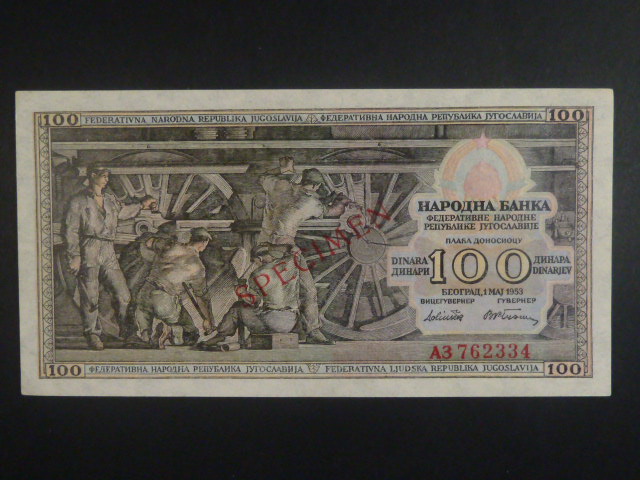 100 FEDERATIVNA NARODNA REPUBLIKA JUGOSLAVIJA ФЕДЕРАТИВНА НАРОДНА РЕПУБЛИКА ЈУГОСЛАВИЈА 100
НАРОДНА БАНКА
ФЕДЕРАТИВНЕ НАРОДНЕ
РЕПУБЛИКЕ ЈУГОСЛАВИЈЕ
ПЛАЋА ДОНОСИОЦУ
DINARA 100 ДИНАРА
ДИНАРИ DINARJEV
БЕОГРАД, 1 МАЈ 1953
ВИЦЕГУВЕРНЕР ГУВЕРНЕР
SPECIMEN
АЗ 762334
100 ФЕДЕРАТИВНА НАРОДНА РЕПУБЛИКА ЈУГОСЛАВИЈА FEDERATIVNA LJUDSKA REPUBLIKA JUGOSLAVIJA 100